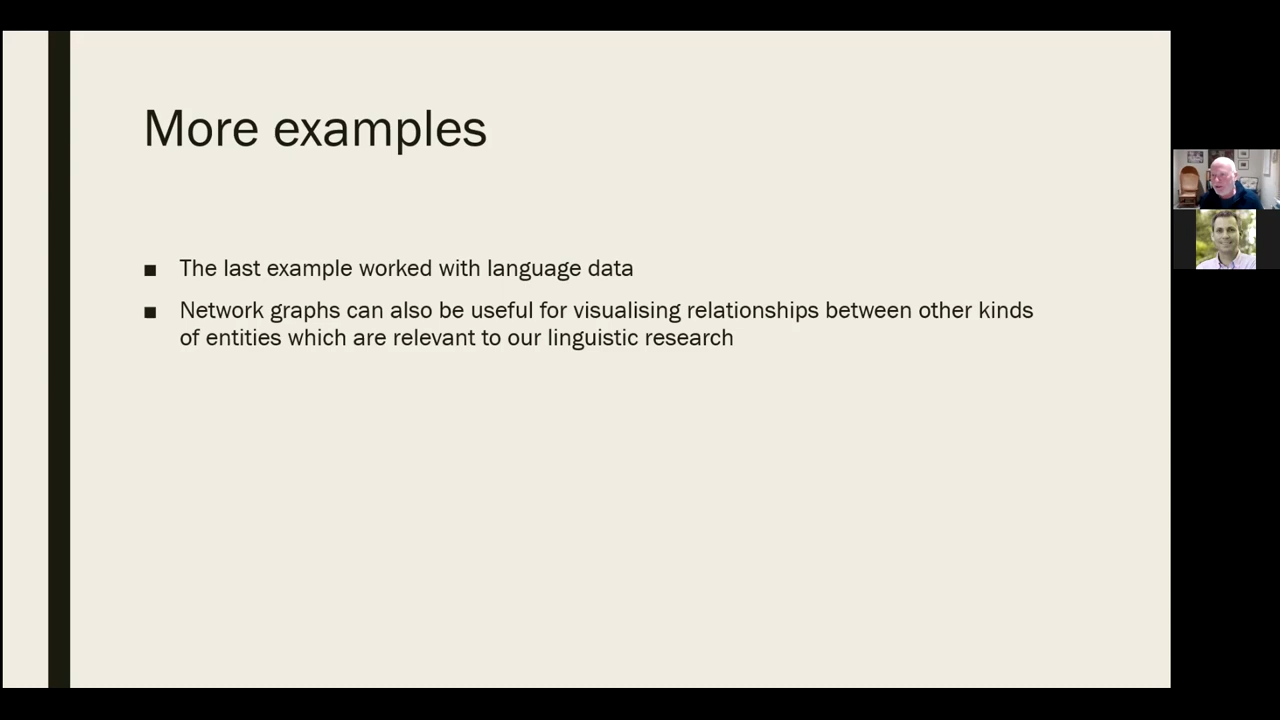 More examples
■ The last example worked with language data
■ Network graphs can also be useful for visualising relationships between other kinds
of entities which are relevant to our linguistic research